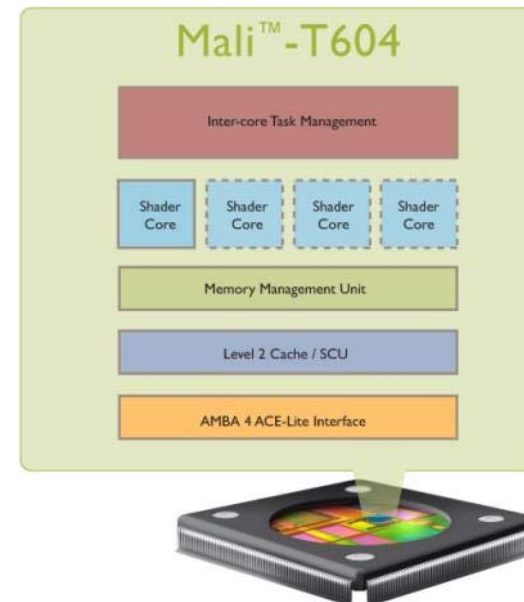 Mali™-T604
Inter-core Task Management
Shader Shader Shader Shader
Core Core Core Core
Memory Management Unit
Level 2 Cache / SCU
AMBA 4 ACE-Lite Interface